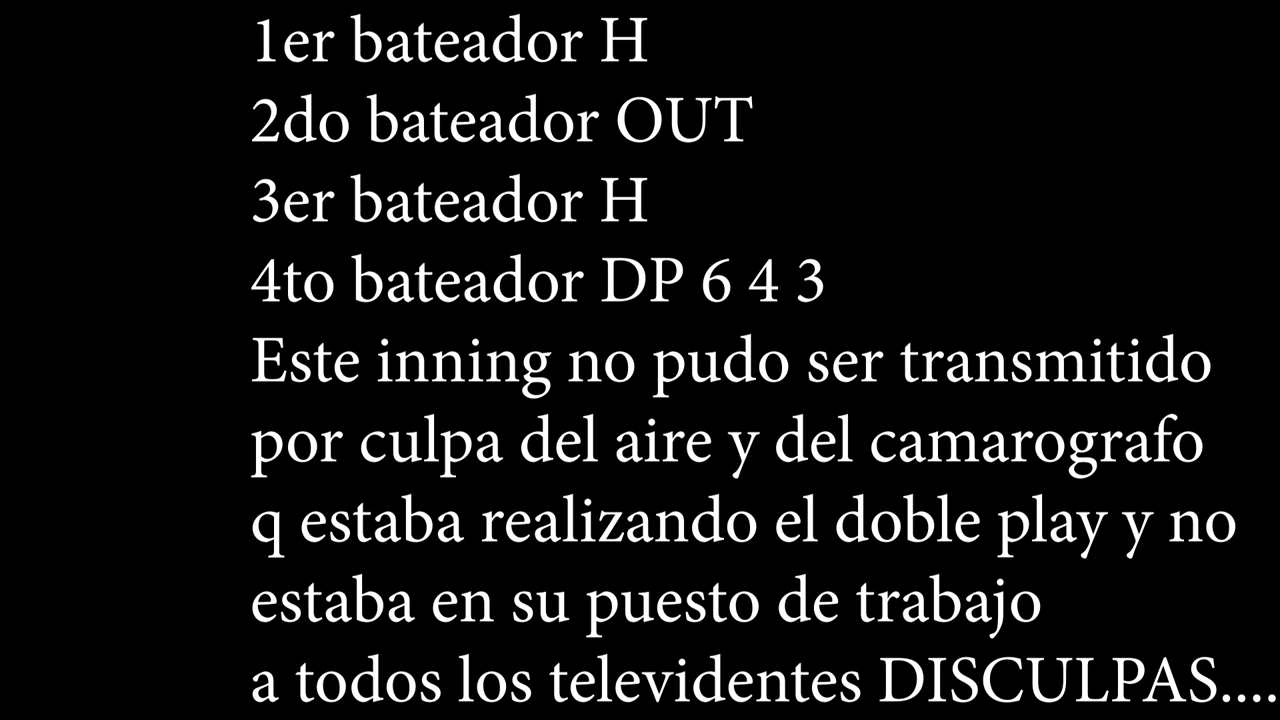 1er bateador H
2do bateador OUT
3er bateador H
4to bateador DP 6 4 3
Este inning no pudo ser transmitido
por culpa del aire y del camarografo
q estaba realizando el doble play y no
estaba en su puesto de trabajo
a todos los televidentes DISCULPAS....